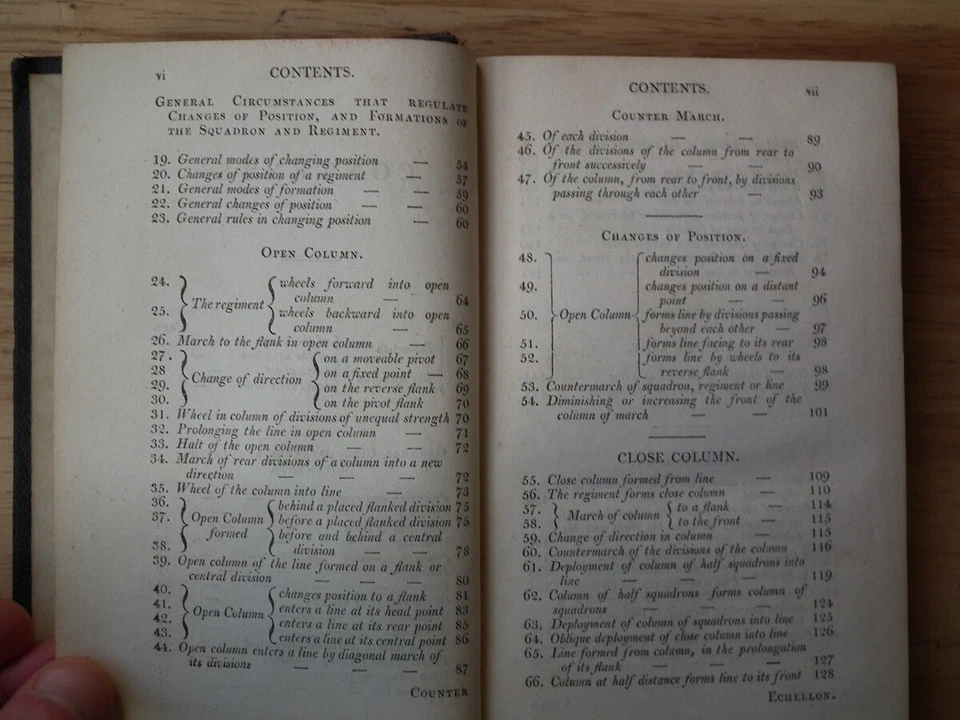 vi CONTENTS.
GENERAL CIRCUMSTANCES THAT REGULATE
CHANGES OF POSITION, AND FORMATIONS OF
THE SQUADRON AND REGIMENT.
19. General modes of changing position — 54
20. Changes of position of a regiment — 57
21. General modes of formation — — 59
22. General changes of position — — 60
23. General rules in changing position — 60
OPEN COLUMN.
24. } The regiment { wheels forward into open
column — 64
25. wheels backward into open
column — 65
26. March to the flank in open column — 66
27. } Change of direction { on a moveable pivot 67
28 on a fixed point — 68
29. on the reverse flank 69
30. on the pivot flank 70
31. Wheel in column of divisions of unequal strength 70
32. Prolonging the line in open column — 71
33. Halt of the open column — — 72
34. March of rear divisions of a column into a new
direction — — — 72
35. Wheel of the column into line — 73
36. } Open Column formed { behind a placed flanked division 75
37. before a placed flanked division 75
38. before and behind a central
division — — 78
39. Open column of the line formed on a flank or
central division — — — 80
40. } Open Column { changes position to a flank 81
41. enters a line at its head point 83
42. enters a line at its rear point 85
43. enters a line at its central point 86
44. Open column enters a line by diagonal march of
its divisions — — — 87
COUNTER
CONTENTS. vii
COUNTER MARCH.
45. Of each division — — 89
46. Of the divisions of the column from rear to
front successively — — 90
47. Of the column, from rear to front, by divisions
passing through each other — 93
CHANGES OF POSITION.
48. } Open Column { changes position on a fixed
division — 94
49. changes position on a distant
point — — 96
50. forms line by divisions passing
beyond each other — 97
51. forms line facing to its rear 98
52. forms line by wheels to its
reverse flank — 98
53. Countermarch of squadron, regiment or line 99
54. Diminishing or increasing the front of the
column of march — — 101
CLOSE COLUMN.
55. Close column formed from line — 109
56. The regiment forms close column — 110
57. } March of column { to a flank — 114
58. to the front — 115
59. Change of direction in column — 115
60. Countermarch of the divisions of the column 116
61. Deployment of column of half squadrons into
line — — — 119
62. Column of half squadrons forms column of
squadrons — — — 124
63. Deployment of column of squadrons into line 125
64. Oblique deployment of close column into line 126
65. Line formed from column, in the prolongation
of its flank — — — 127
66. Column at half distance forms line to its front 128
ECHELLON.